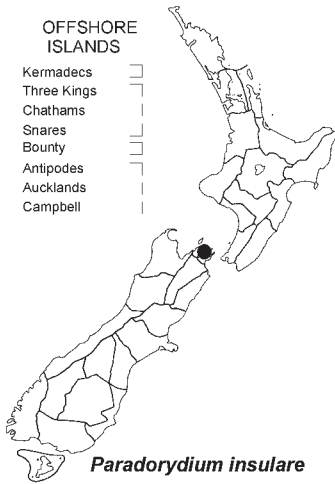 OFFSHORE
ISLANDS
Kermadecs
Three Kings
Chathams
Snares
Bounty
Antipodes
Aucklands
Campbell
Paradorydium insulare